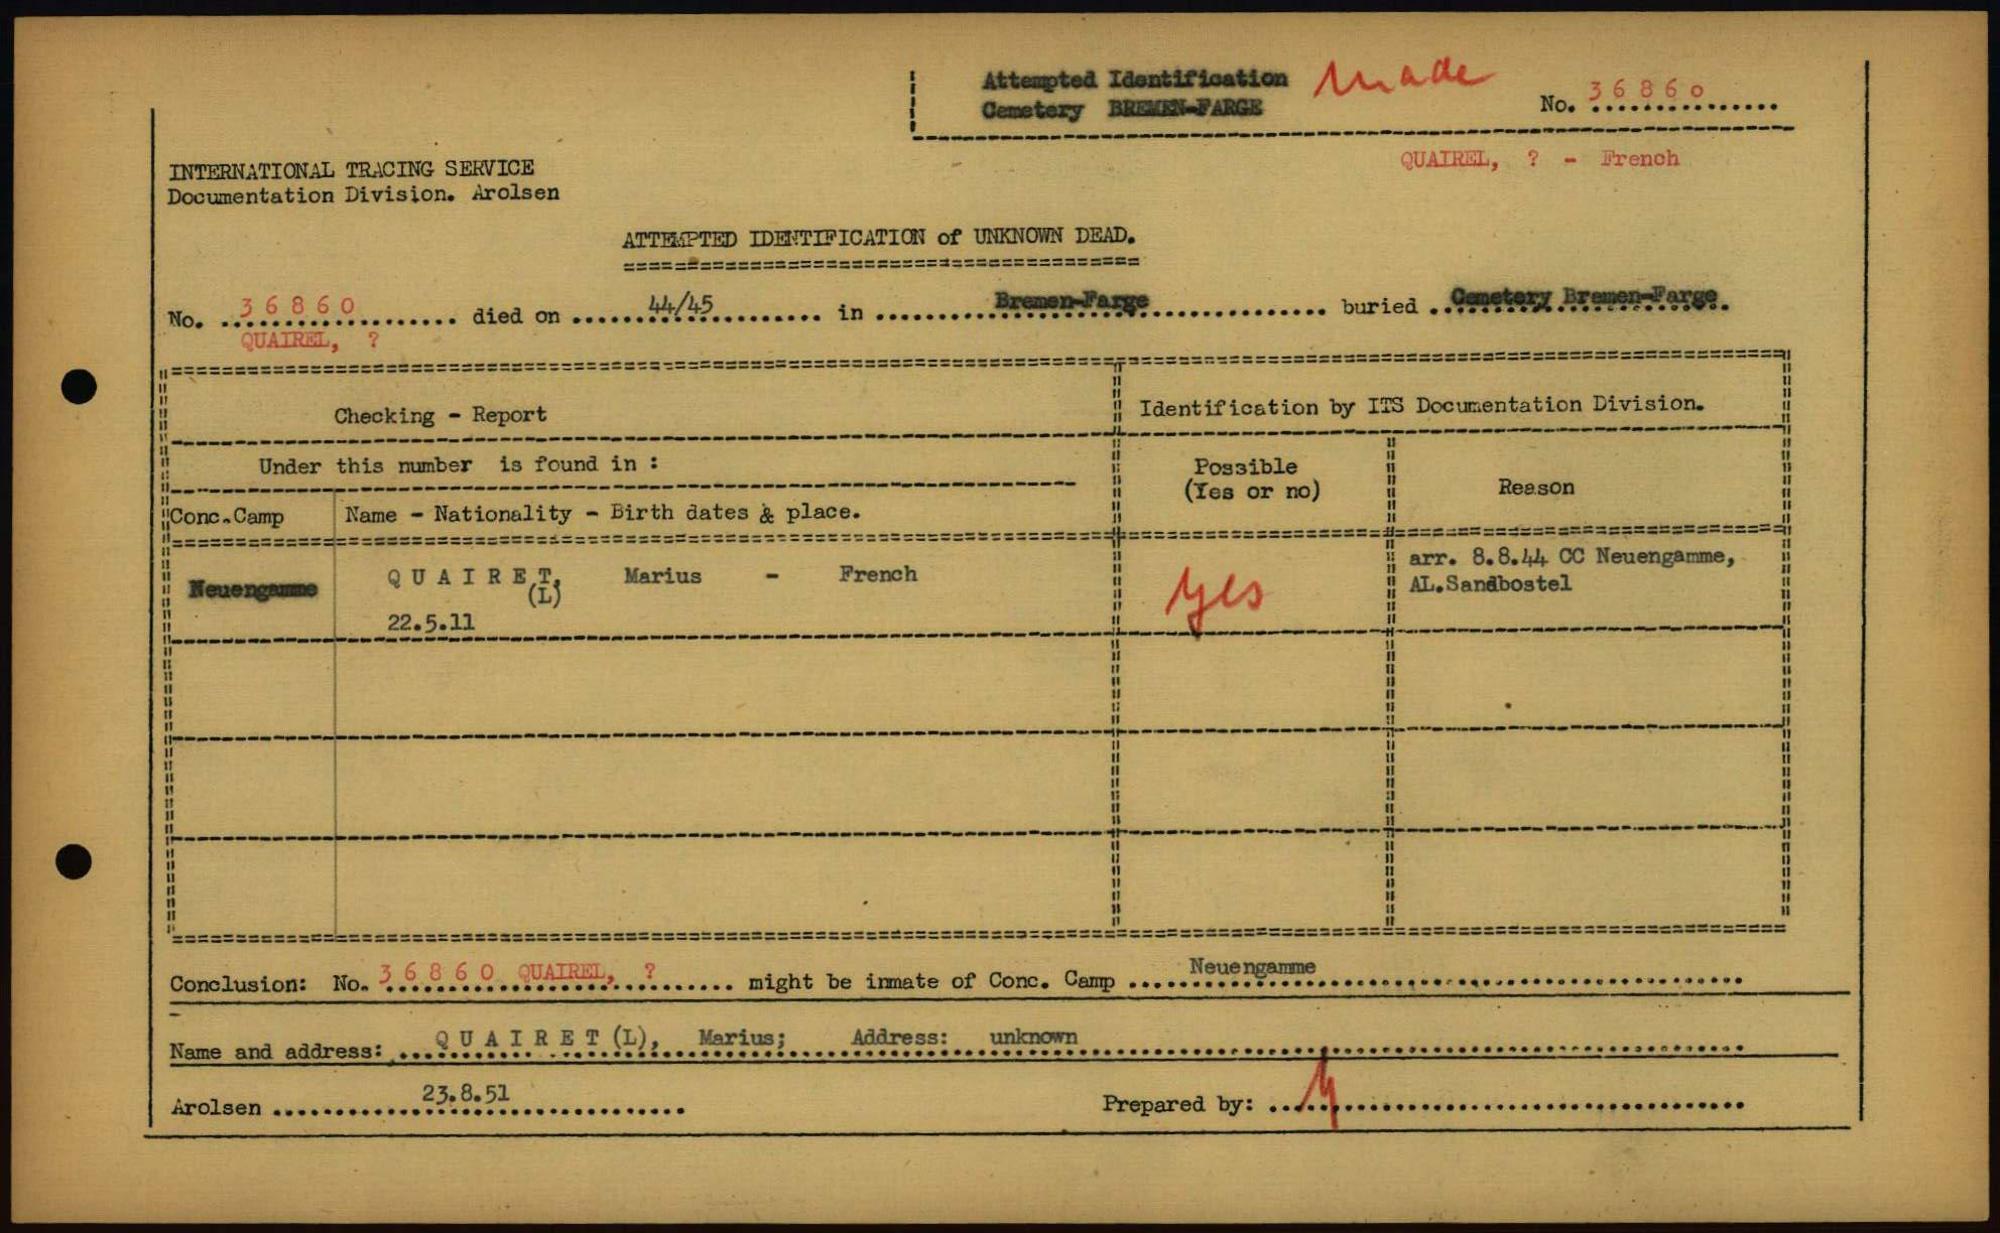 Attempted Identification made
Cemetery BREMEN-FARGE
No. 36860
QUAIREL, ? - French
INTERNATIONAL TRACING SERVICE
Documentation Division. Arolsen
ATTEMPTED IDENTIFICATION of UNKNOWN DEAD.
No. 36860 died on 44/45 in Bremen-Farge buried Cemetery Bremen-Farge
QUAIREL, ?
Checking - Report
Identification by ITS Documentation Division.
Under this number is found in :
Possible
(Yes or no)
Reason
Conc.Camp
Name - Nationality - Birth dates & place.
Neuengamme
Q U A I R E T, Marius - French
(L)
22.5.11
yes
arr. 8.8.44 CC Neuengamme,
AL.Sandbostel
Conclusion: No. 36860 QUAIREL, ? might be inmate of Conc. Camp Neuengamme
Name and address: Q U A I R E T (L), Marius; Address: unknown
Arolsen 23.8.51
Prepared by: